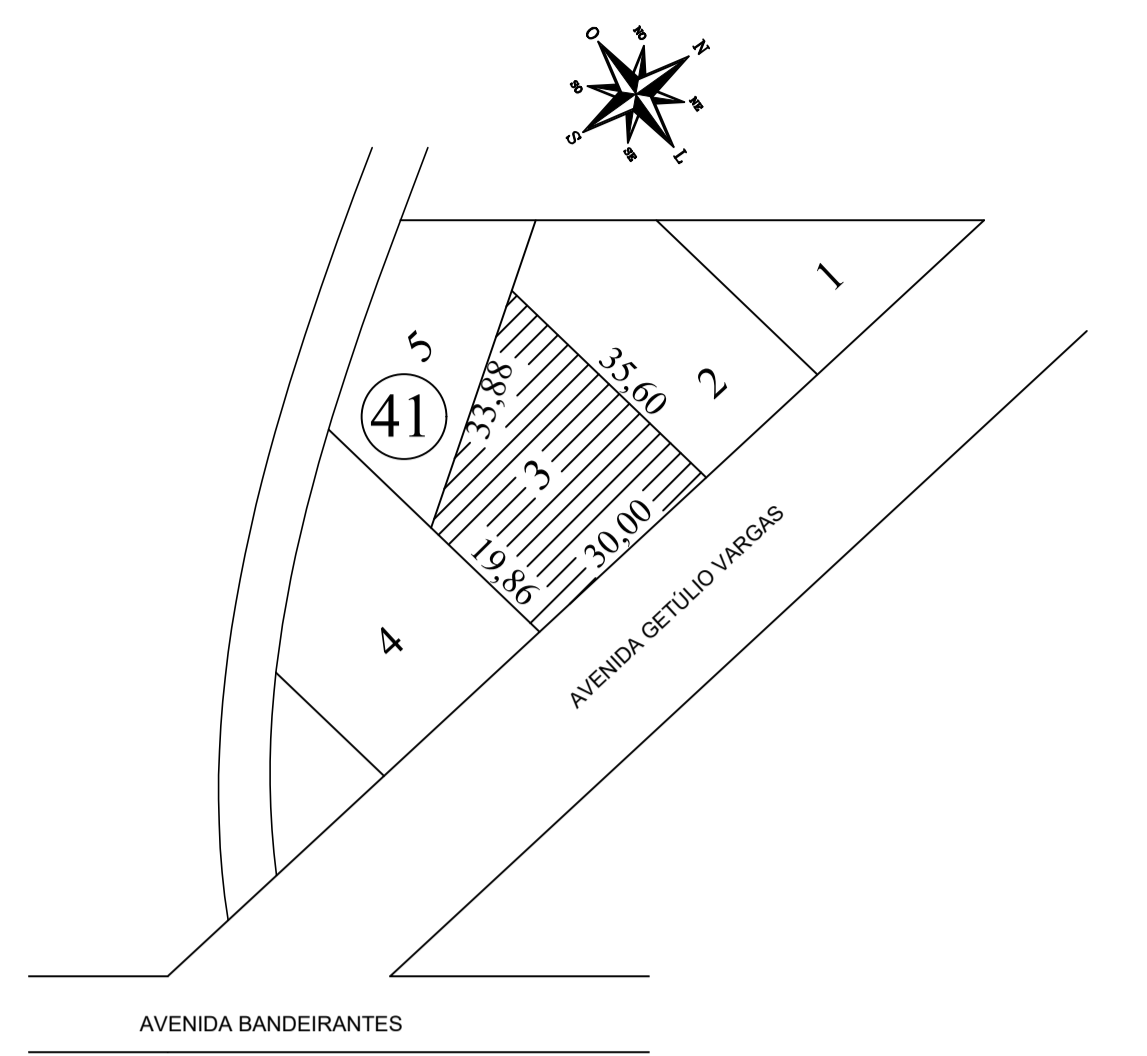 O
NO
N
SO
NE
S
SE
L
1
5
35,60
2
33,88
41
3
30,00
19,86
4
AVENIDA GETÚLIO VARGAS
AVENIDA BANDEIRANTES